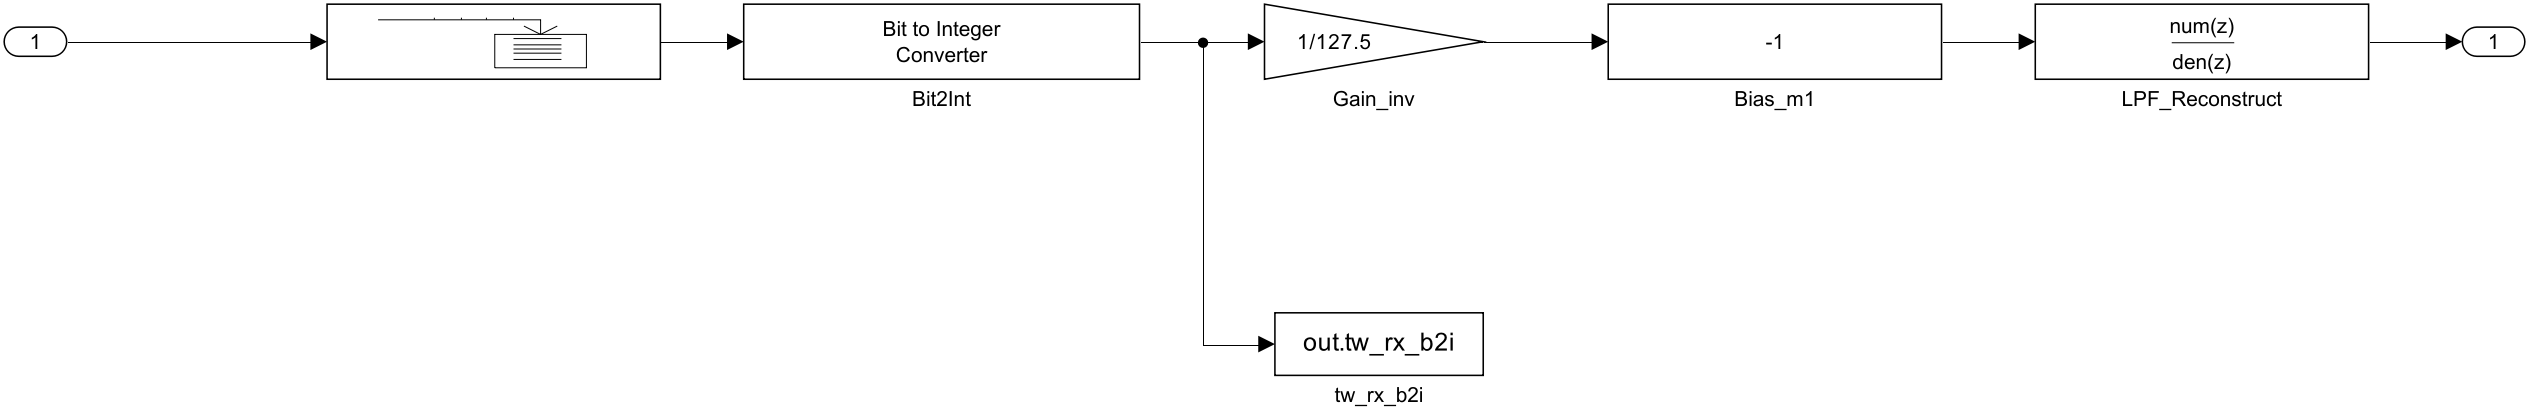 1
Bit to Integer
Converter
Bit2Int
1/127.5
Gain_inv
-1
Bias_m1
num(z)
den(z)
LPF_Reconstruct
1
out.tw_rx_b2i
tw_rx_b2i